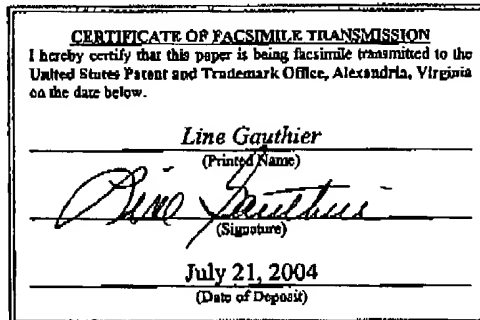 CERTIFICATE OF FACSIMILE TRANSMISSION
I hereby certify that this paper is being facsimile transmitted to the
United States Patent and Trademark Office, Alexandria, Virginia
on the date below.
Line Gauthier
(Printed Name)
Line Gauthier
(Signature)
July 21, 2004
(Date of Deposit)